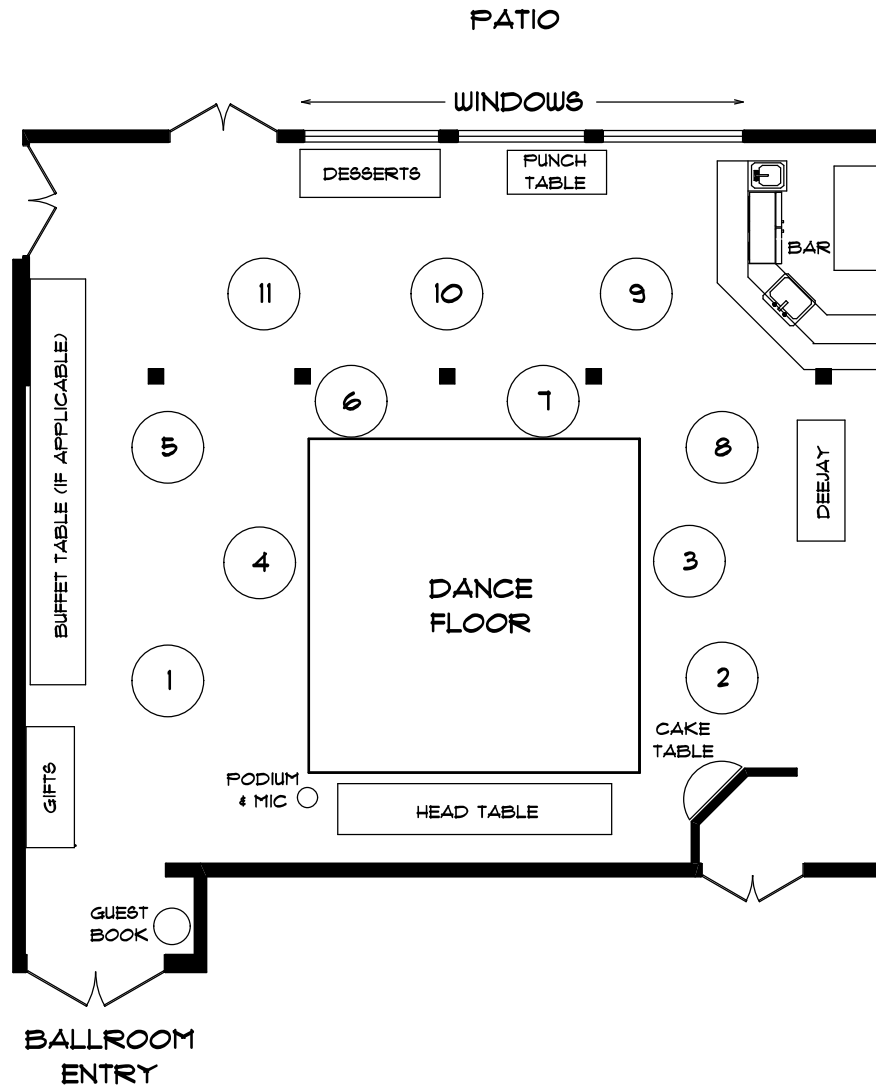 PATIO
WINDOWS
DESSERTS
PUNCH
TABLE
BAR
11
10
9
6
7
5
8
BUFFET TABLE (IF APPLICABLE)
DEEJAY
4
3
DANCE
FLOOR
1
2
CAKE
TABLE
GIFTS
PODIUM
& MIC
HEAD TABLE
GUEST
BOOK
BALLROOM
ENTRY